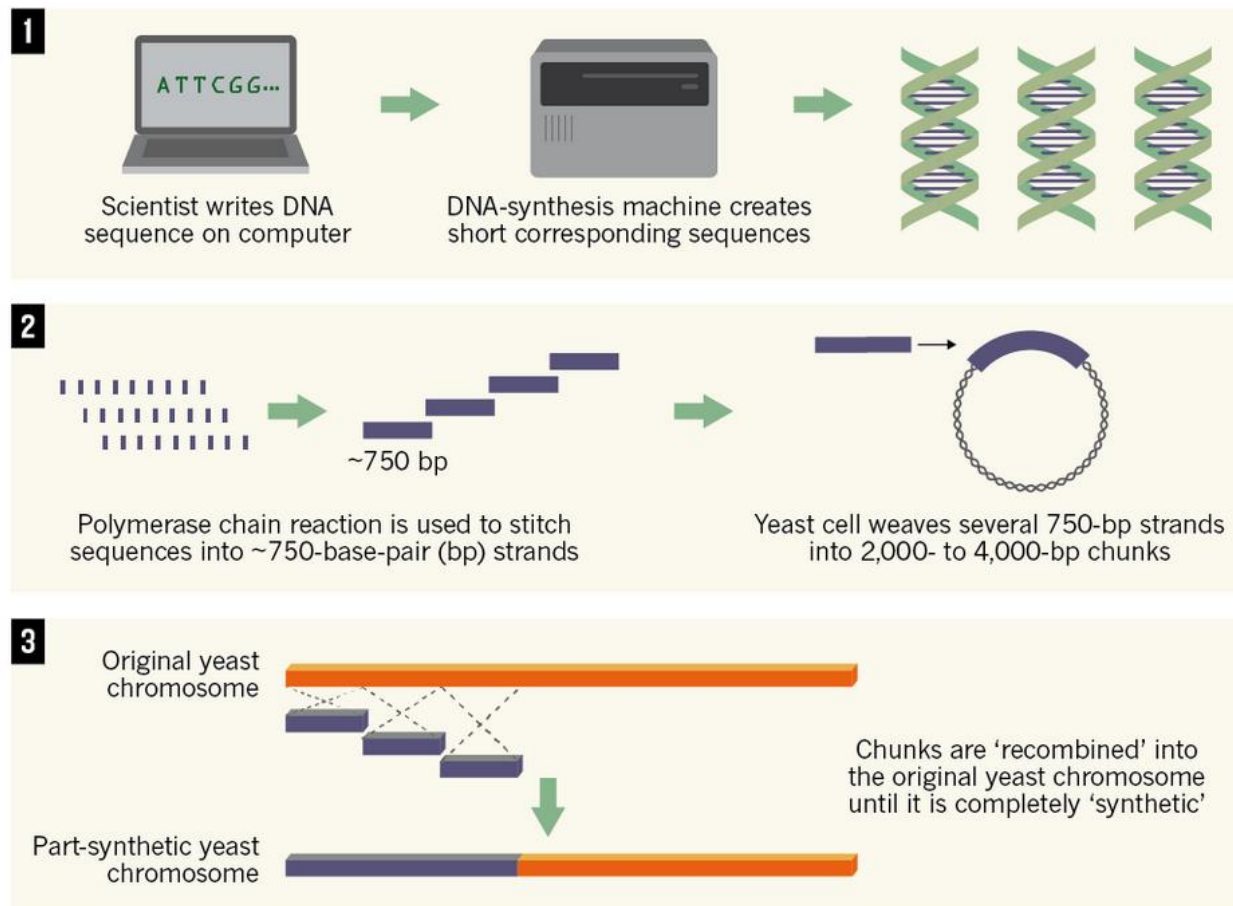 1
ATTCGG...
Scientist writes DNA
sequence on computer
DNA-synthesis machine creates
short corresponding sequences
2
~750 bp
Polymerase chain reaction is used to stitch
sequences into ~750-base-pair (bp) strands
Yeast cell weaves several 750-bp strands
into 2,000- to 4,000-bp chunks
3
Original yeast
chromosome
Chunks are ‘recombined’ into
the original yeast chromosome
until it is completely ‘synthetic’
Part-synthetic yeast
chromosome